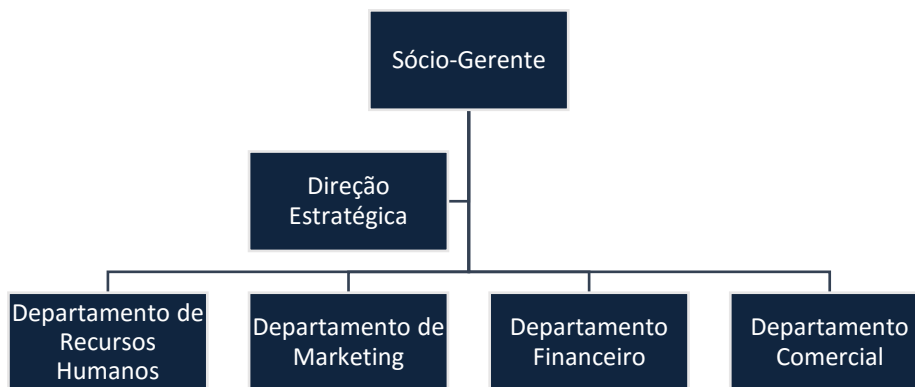 Sócio-Gerente
Direção
Estratégica
Departamento de
Recursos
Humanos
Departamento de
Marketing
Departamento
Financeiro
Departamento
Comercial